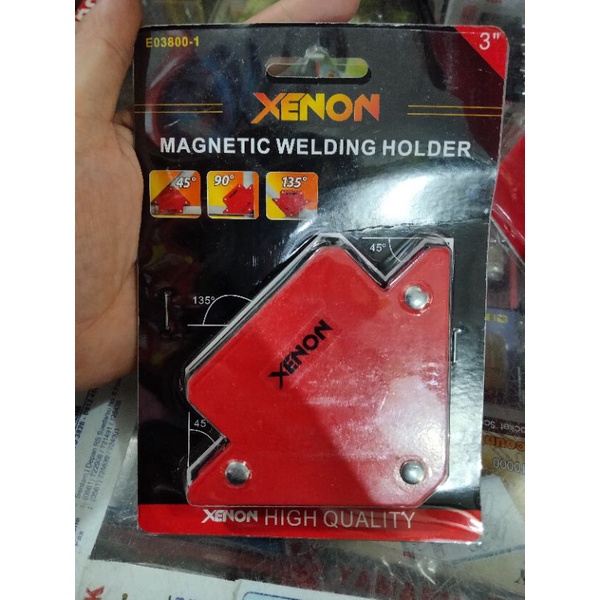 E03800-1
3"
XENON
MAGNETIC WELDING HOLDER
45°
90°
135°
45°
135°
XENON
45°
XENON HIGH QUALITY